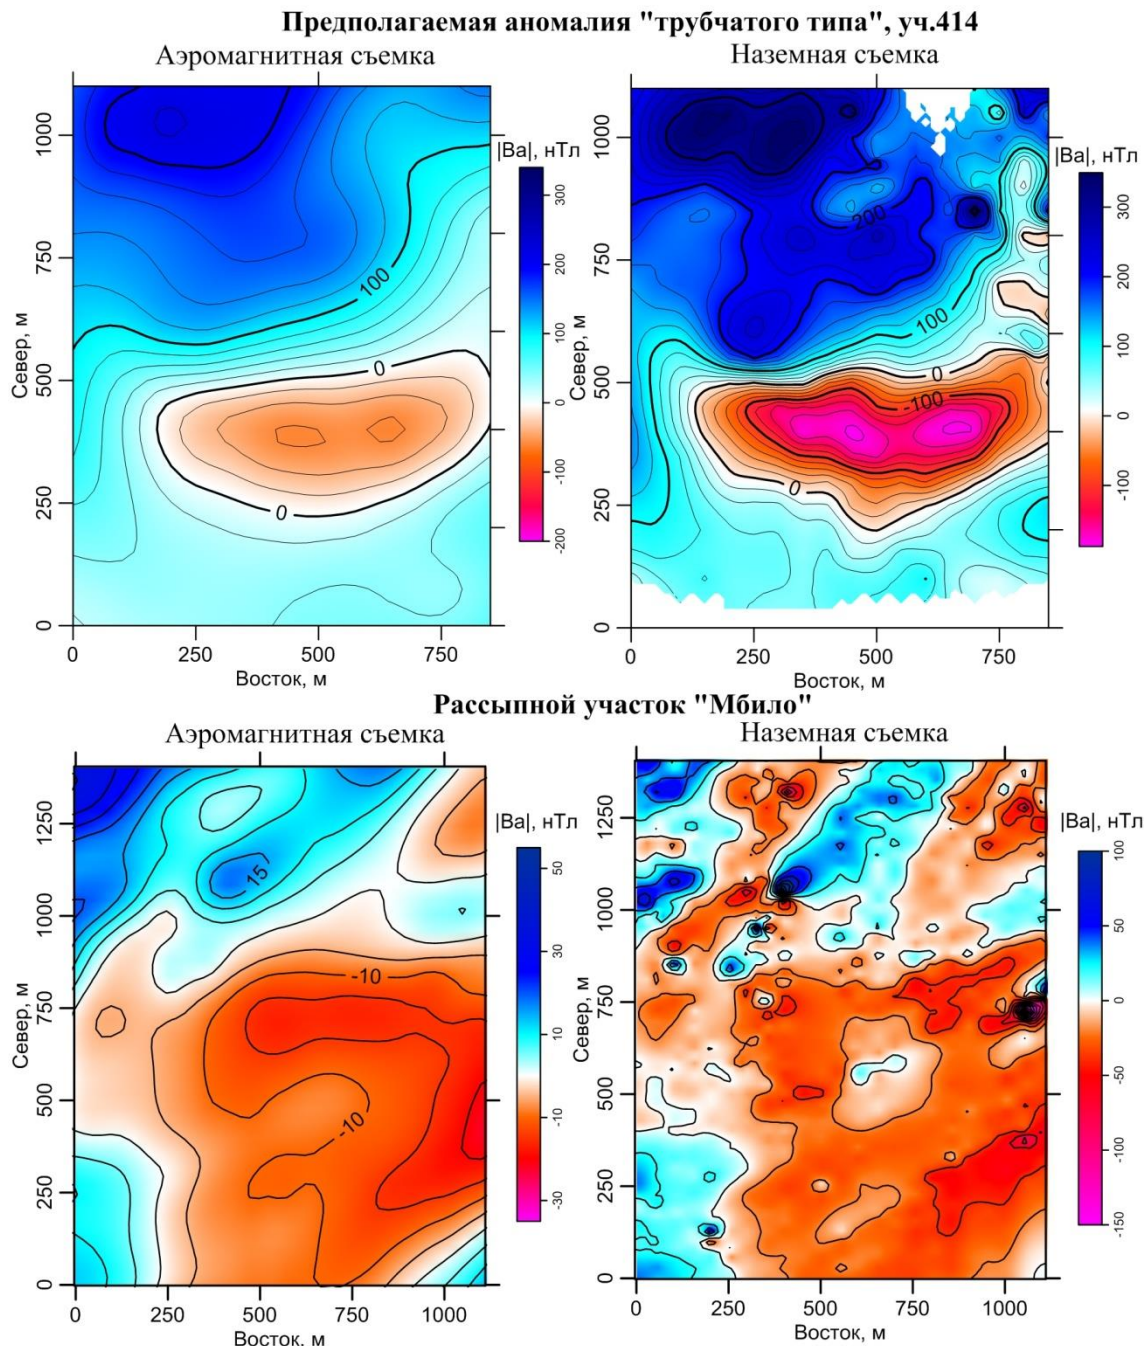 Предполагаемая аномалия "трубчатого типа", уч.414
Аэромагнитная съемка
Наземная съемка
|Ba|, нТл
300
200
100
0
-100
-200
Север, м
1000
750
500
250
0
100
0
0
0 250 500 750
Восток, м
|Ba|, нТл
300
200
100
0
-100
Север, м
1000
750
500
250
0
200
100
0
-100
0
0 250 500 750
Восток, м
Рассыпной участок "Мбило"
Аэромагнитная съемка
Наземная съемка
|Ba|, нТл
50
30
10
-10
-30
Север, м
1250
1000
750
500
250
0
15
-10
-10
0 250 500 750 1000
Восток, м
|Ba|, нТл
100
50
0
-50
-100
-150
Север, м
1250
1000
750
500
250
0
0 250 500 750 1000
Восток, м